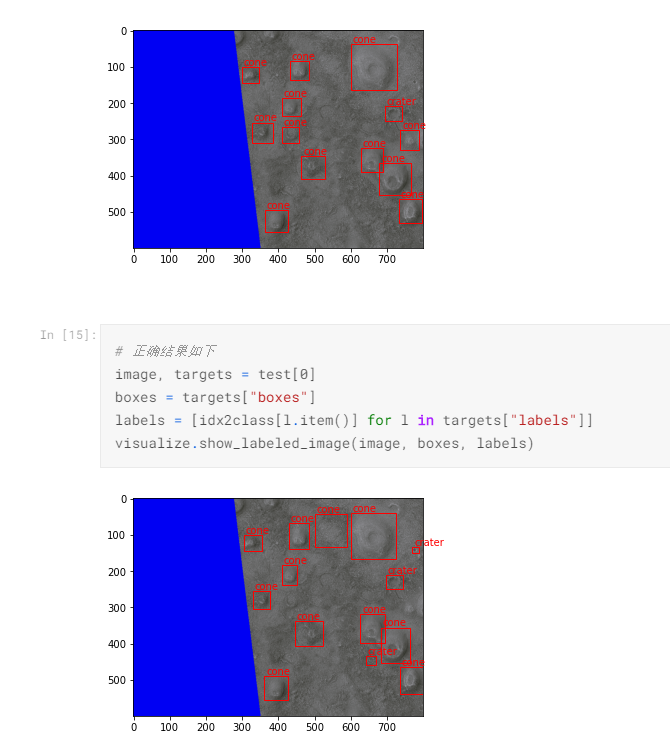 0
100
200
300
400
500
0 100 200 300 400 500 600 700
cone
cone
cone
cone
cone
cone
crater
cone
cone
cone
cone
cone
cone
In [15]:
# 正确结果如下
image, targets = test[0]
boxes = targets["boxes"]
labels = [idx2class[l.item()] for l in targets["labels"]]
visualize.show_labeled_image(image, boxes, labels)
0
100
200
300
400
500
0 100 200 300 400 500 600 700
cone
cone
cone
cone
crater
cone
crater
cone
cone
cone
cone
crater
cone
cone